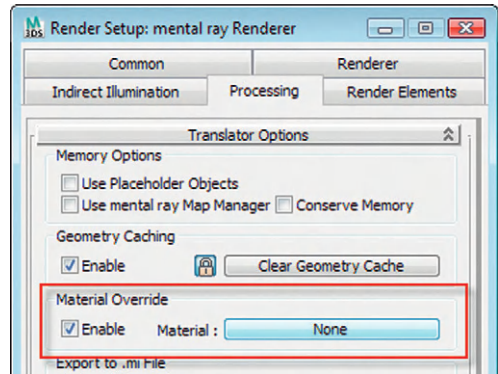 M
3DS Render Setup: mental ray Renderer
Common Renderer
Indirect Illumination Processing Render Elements
Translator Options
Memory Options
Use Placeholder Objects
Use mental ray Map Manager Conserve Memory
Geometry Caching
Enable Clear Geometry Cache
Material Override
Enable Material : None
Export to .mi File